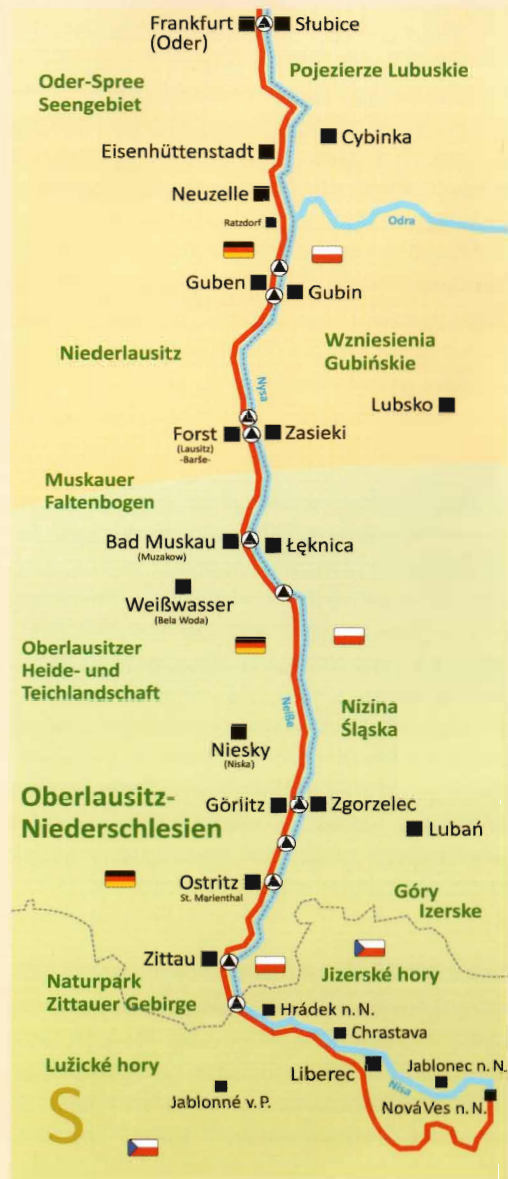 Frankfurt
(Oder)
Słubice
Oder-Spree
Seengebiet
Pojezierze Lubuskie
Cybinka
Eisenhüttenstadt
Neuzelle
Ratzdorf
Odra
Guben
Gubin
Niederlausitz
Wzniesienia
Gubińskie
Nysa
Lubsko
Forst
(Lausitz)
-Barše-
Zasieki
Muskauer
Faltenbogen
Bad Muskau
(Muzakow)
Łęknica
Weißwasser
(Bela Woda)
Oberlausitzer
Heide- und
Teichlandschaft
Neiße
Nizina
Śląska
Niesky
(Niska)
Oberlausitz-
Niederschlesien
Görlitz
Zgorzelec
Lubań
Ostritz
St. Marienthal
Góry
Izerske
Zittau
Jizerské hory
Naturpark
Zittauer Gebirge
Hrádek n. N.
Chrastava
Lužické hory
Liberec
Jablonec n. N.
Nisa
Jablonné v. P.
Nová Ves n. N.
S